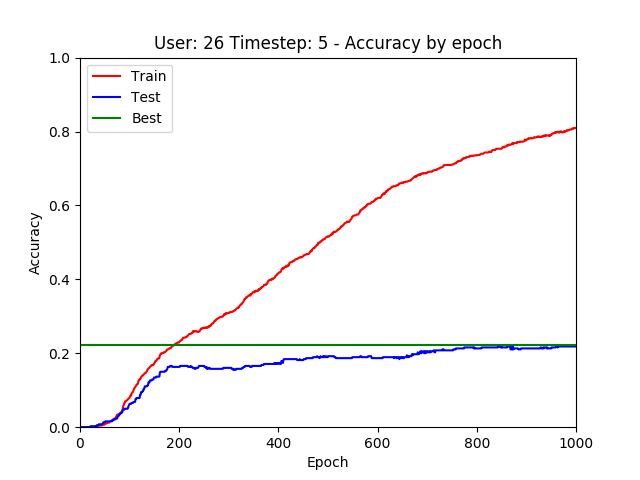 User: 26 Timestep: 5 - Accuracy by epoch
Train
Test
Best
1.0
0.8
0.6
0.4
0.2
0.0
Accuracy
0 200 400 600 800 1000
Epoch